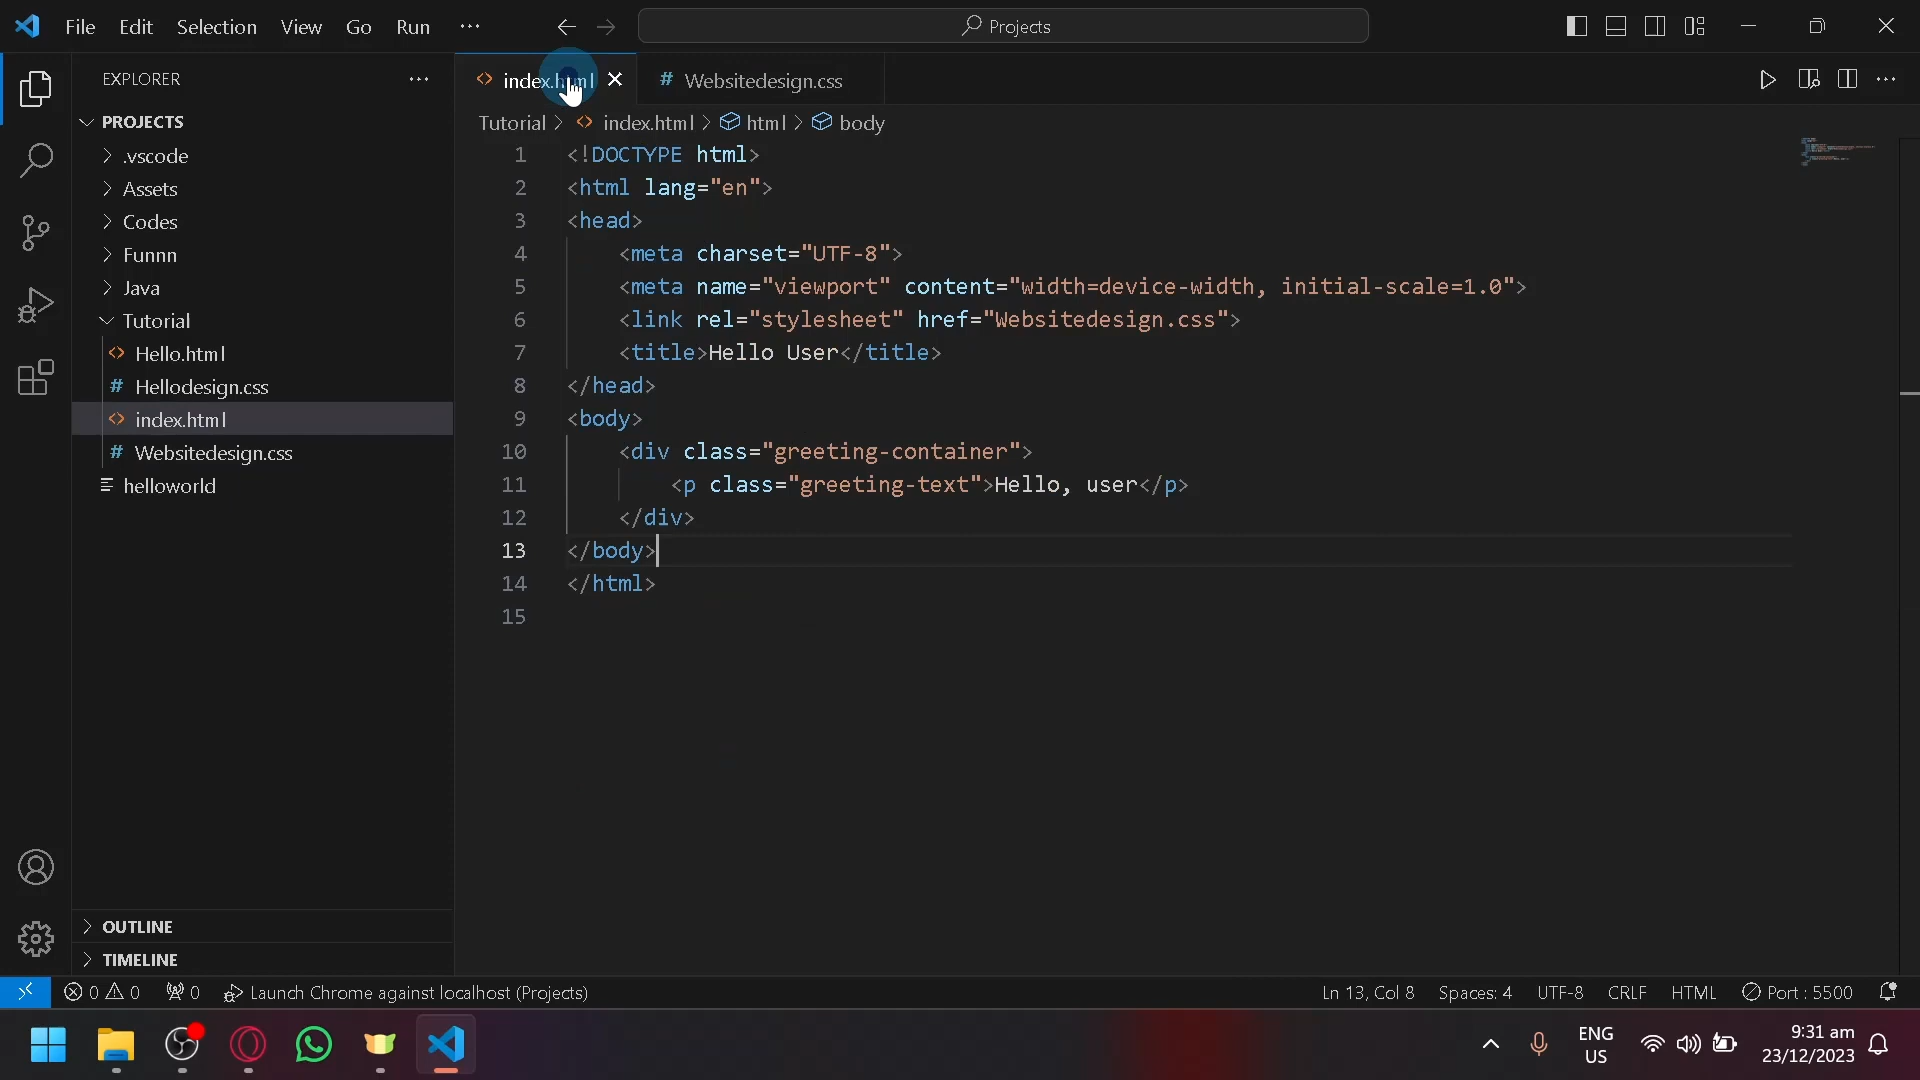 File Edit Selection View Go Run ··· Projects
EXPLORER
index.html Websitedesign.css
PROJECTS
Tutorial > index.html > html > body
.vscode
Assets
Codes
Funnn
Java
Tutorial
Hello.html
Hellodesign.css
index.html
Websitedesign.css
helloworld
1 <!DOCTYPE html>
2 <html lang="en">
3 <head>
4 <meta charset="UTF-8">
5 <meta name="viewport" content="width=device-width, initial-scale=1.0">
6 <link rel="stylesheet" href="Websitedesign.css">
7 <title>Hello User</title>
8 </head>
9 <body>
10 <div class="greeting-container">
11 <p class="greeting-text">Hello, user</p>
12 </div>
13 </body>
14 </html>
15
OUTLINE
TIMELINE
0 0 0 Launch Chrome against localhost (Projects) Ln 13, Col 8 Spaces: 4 UTF-8 CRLF HTML Port : 5500
ENG
US
9:31 am
23/12/2023